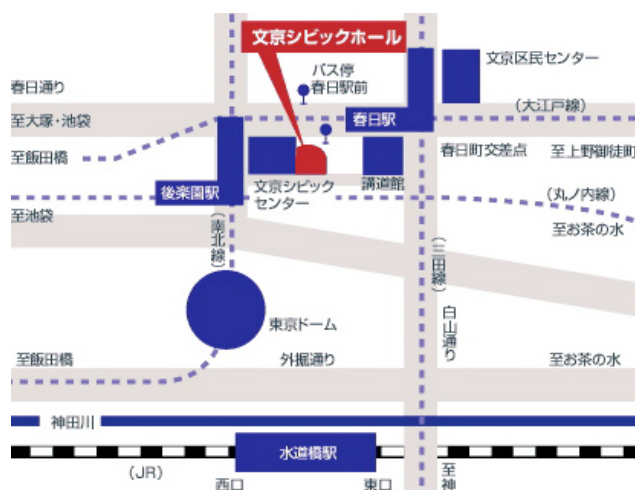 文京シビックホール
バス停
春日駅前
文京区民センター
春日通り
(大江戸線)
至大塚・池袋
春日駅
至飯田橋
春日町交差点
至上野御徒町
後楽園駅
文京シビック
センター
講道館
(丸ノ内線)
至池袋
至お茶の水
(南北線)
(三田線)
白山通り
東京ドーム
至飯田橋
外掘通り
至お茶の水
神田川
水道橋駅
(JR)
西口
東口
至神